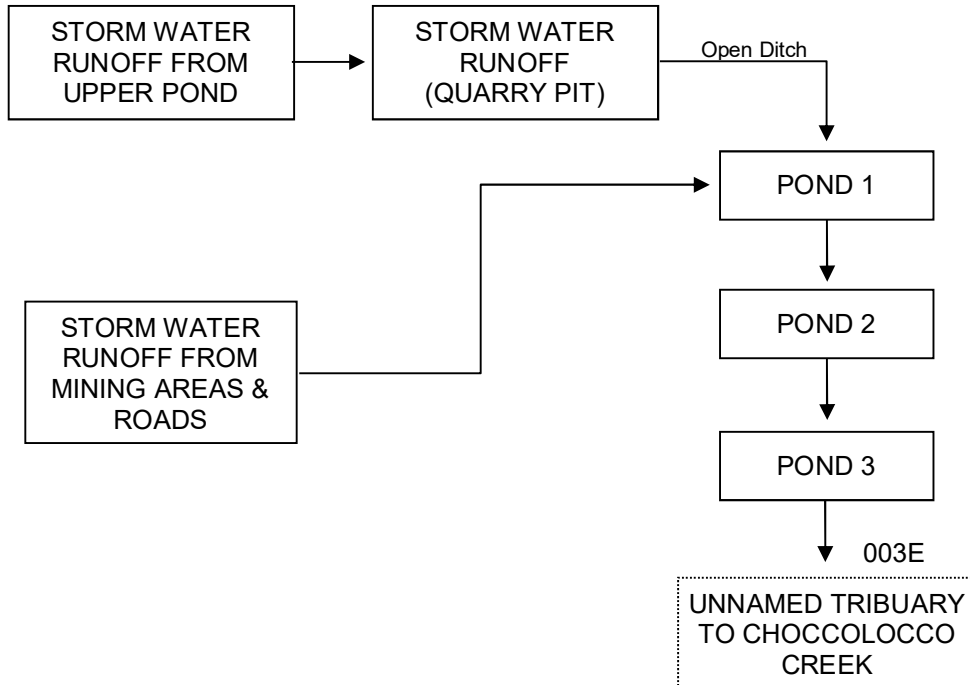 STORM WATER
RUNOFF FROM
UPPER POND
STORM WATER
RUNOFF
(QUARRY PIT)
Open Ditch
POND 1
STORM WATER
RUNOFF FROM
MINING AREAS &
ROADS
POND 2
POND 3
003E
UNNAMED TRIBUARY
TO CHOCCOLOCCO
CREEK